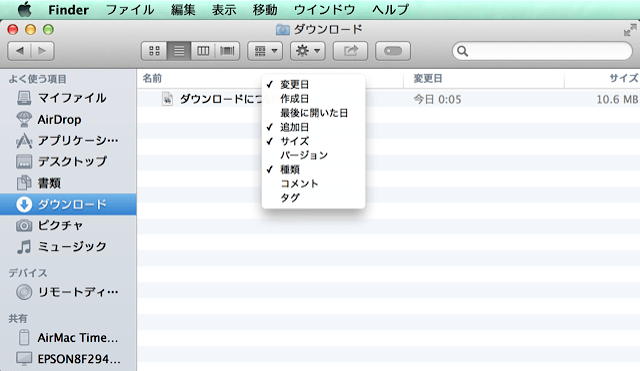 Finder ファイル 編集 表示 移動 ウインドウ ヘルプ
ダウンロード
よく使う項目
マイファイル
AirDrop
アプリケーシ…
デスクトップ
書類
ダウンロード
ピクチャ
ミュージック
デバイス
リモートディ…
共有
AirMac Time…
EPSON8F294…
名前 変更日 サイズ
ダウンロードにつ 今日 0:05 10.6 MB
✓ 変更日
作成日
最後に開いた日
✓ 追加日
✓ サイズ
バージョン
✓ 種類
コメント
タグ